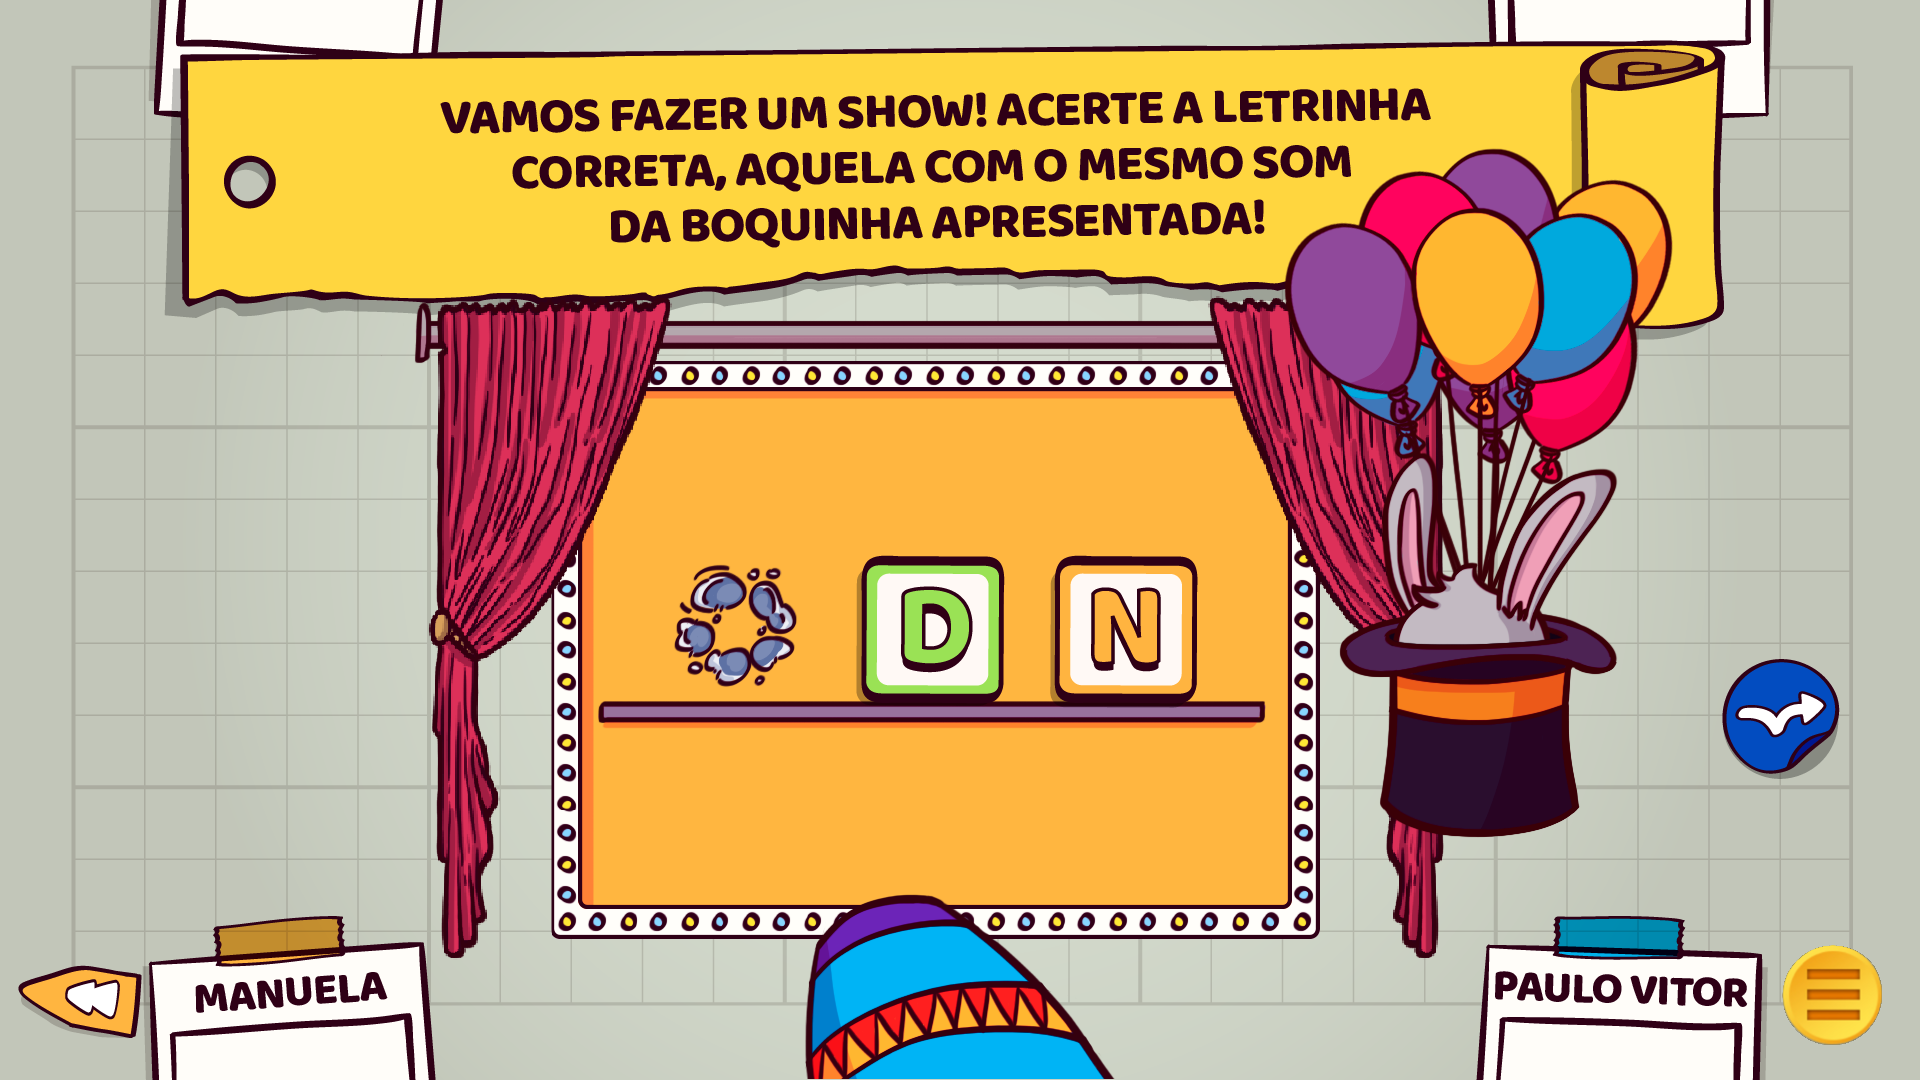 VAMOS FAZER UM SHOW! ACERTE A LETRINHA
CORRETA, AQUELA COM O MESMO SOM
DA BOQUINHA APRESENTADA!
D N
MANUELA
PAULO VITOR